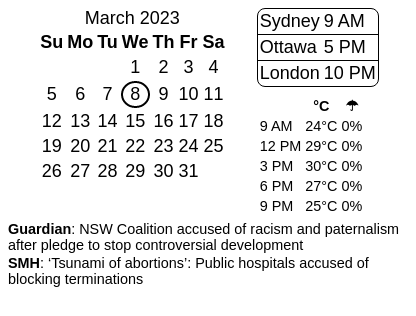 March 2023
Su Mo Tu We Th Fr Sa
1 2 3 4
5 6 7 8 9 10 11
12 13 14 15 16 17 18
19 20 21 22 23 24 25
26 27 28 29 30 31
Sydney 9 AM
Ottawa 5 PM
London 10 PM
°C ☂
9 AM 24°C 0%
12 PM 29°C 0%
3 PM 30°C 0%
6 PM 27°C 0%
9 PM 25°C 0%
Guardian: NSW Coalition accused of racism and paternalism
after pledge to stop controversial development
SMH: ‘Tsunami of abortions’: Public hospitals accused of
blocking terminations